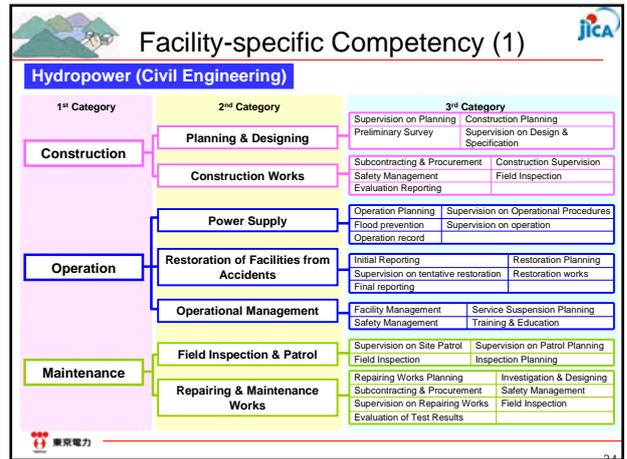 Facility-specific Competency (1)
jica
Hydropower (Civil Engineering)
1st Category
2nd Category
3rd Category
Construction
Planning & Designing
Supervision on Planning Construction Planning
Preliminary Survey Supervision on Design &
Specification
Construction Works
Subcontracting & Procurement Construction Supervision
Safety Management Field Inspection
Evaluation Reporting
Operation
Power Supply
Operation Planning Supervision on Operational Procedures
Flood prevention Supervision on operation
Operation record
Restoration of Facilities from
Accidents
Initial Reporting Restoration Planning
Supervision on tentative restoration Restoration works
Final reporting
Operational Management
Facility Management Service Suspension Planning
Safety Management Training & Education
Maintenance
Field Inspection & Patrol
Supervision on Site Patrol Supervision on Patrol Planning
Field Inspection Inspection Planning
Repairing & Maintenance
Works
Repairing Works Planning Investigation & Designing
Subcontracting & Procurement Safety Management
Supervision on Repairing Works Field Inspection
Evaluation of Test Results
東京電力